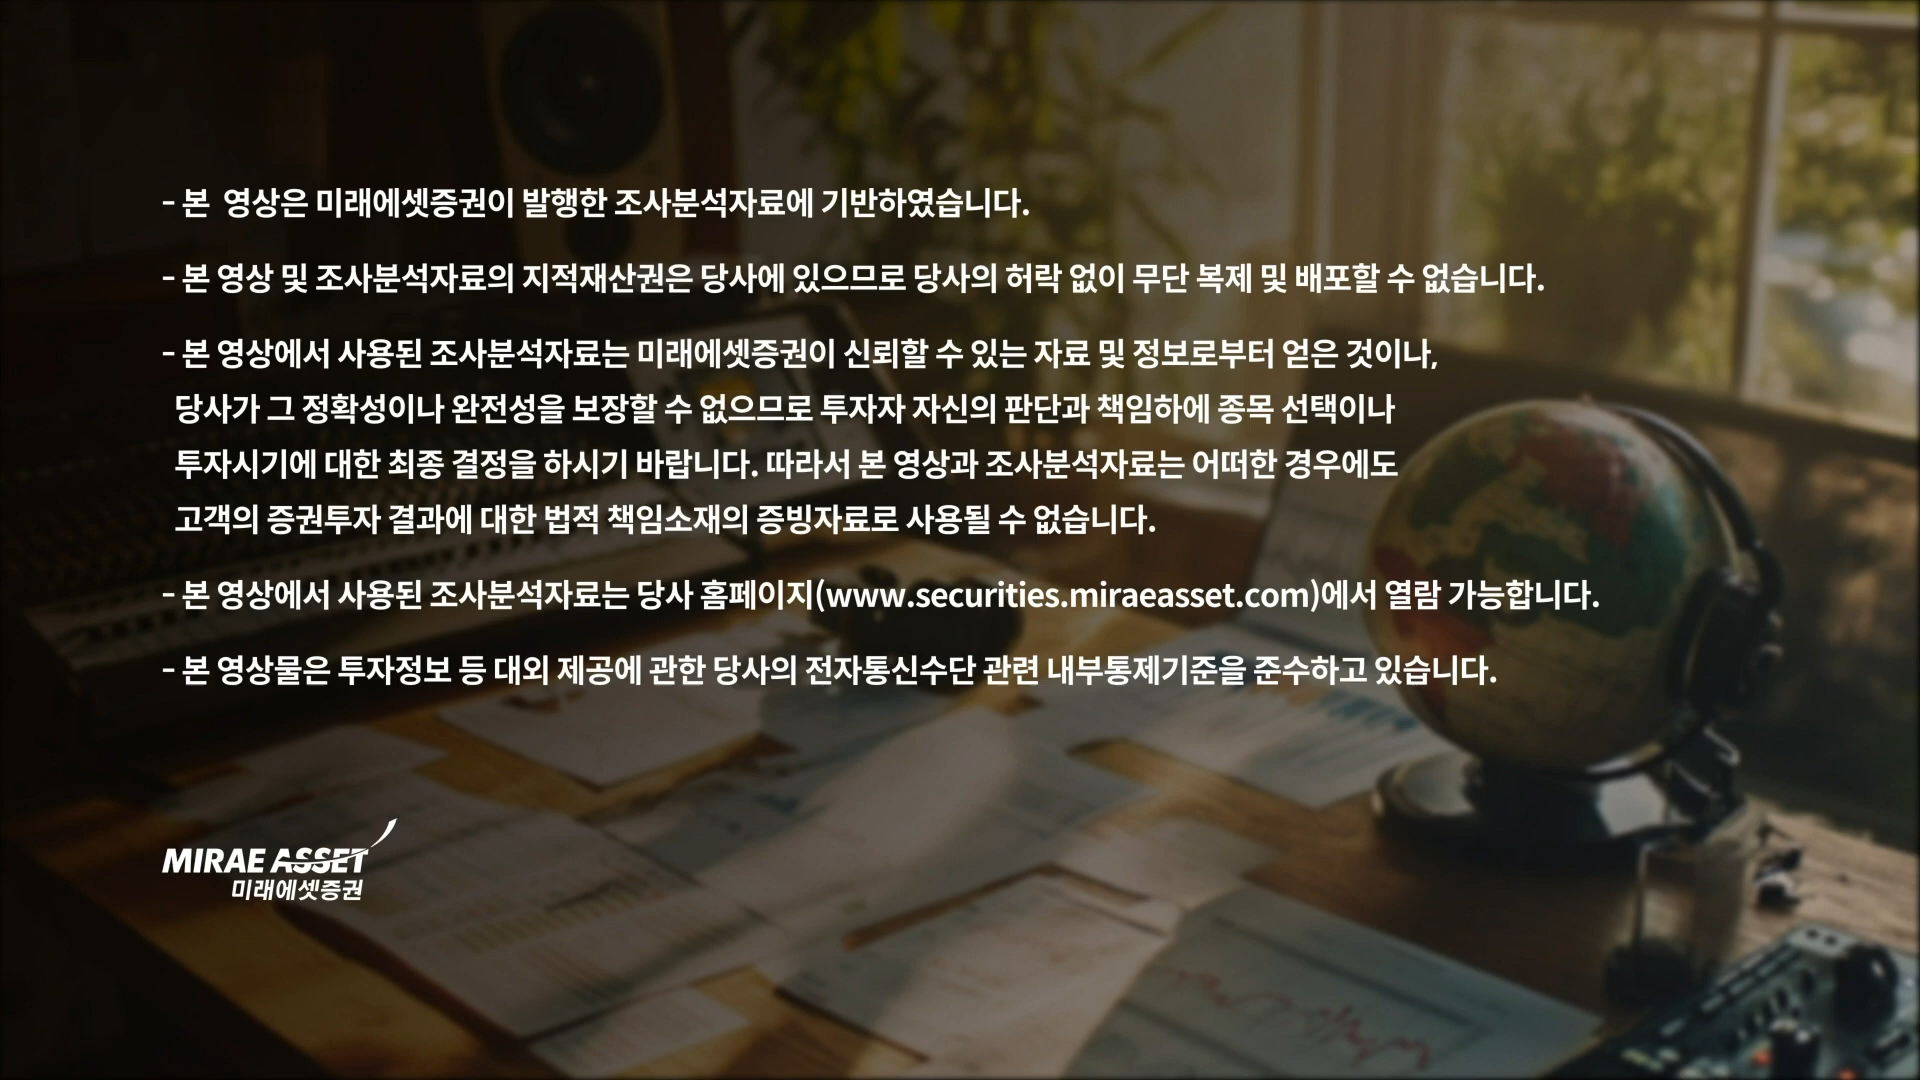 - 본  영상은 미래에셋증권이 발행한 조사분석자료에 기반하였습니다.
- 본 영상 및 조사분석자료의 지적재산권은 당사에 있으므로 당사의 허락 없이 무단 복제 및 배포할 수 없습니다.
- 본 영상에서 사용된 조사분석자료는 미래에셋증권이 신뢰할 수 있는 자료 및 정보로부터 얻은 것이나,
당사가 그 정확성이나 완전성을 보장할 수 없으므로 투자자 자신의 판단과 책임하에 종목 선택이나
투자시기에 대한 최종 결정을 하시기 바랍니다. 따라서 본 영상과 조사분석자료는 어떠한 경우에도
고객의 증권투자 결과에 대한 법적 책임소재의 증빙자료로 사용될 수 없습니다.
- 본 영상에서 사용된 조사분석자료는 당사 홈페이지(www.securities.miraeasset.com)에서 열람 가능합니다.
- 본 영상물은 투자정보 등 대외 제공에 관한 당사의 전자통신수단 관련 내부통제기준을 준수하고 있습니다.
MIRAE ASSET
미래에셋증권